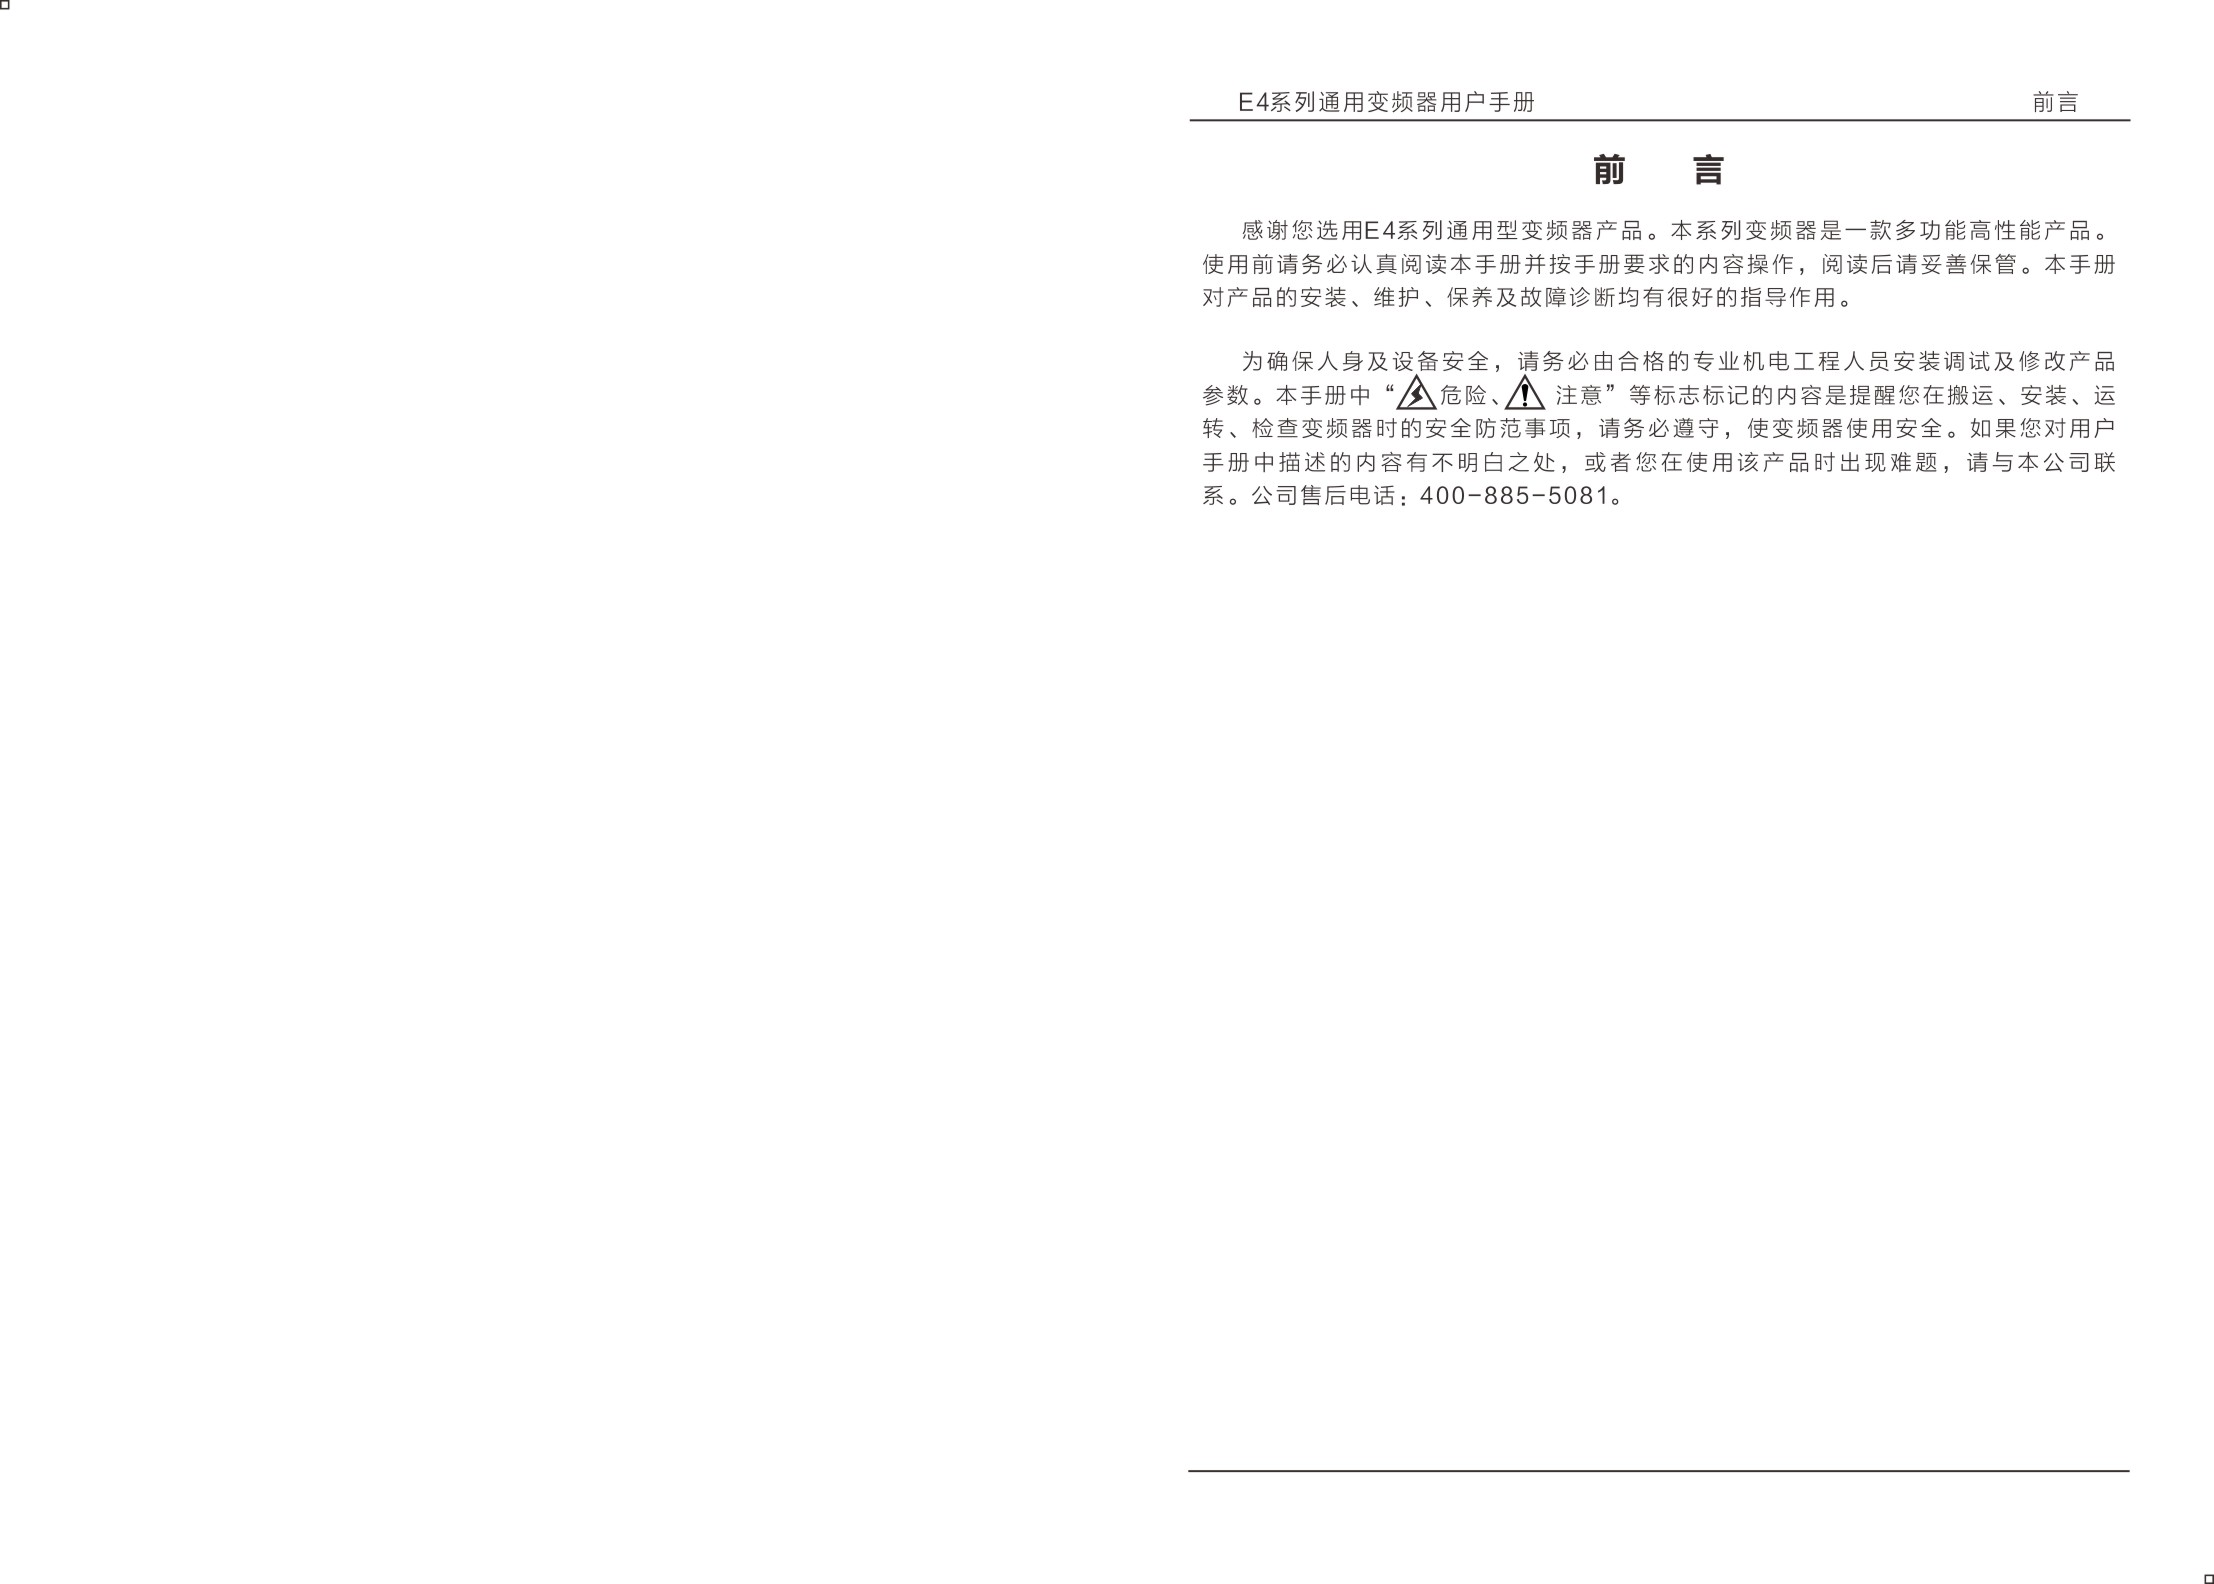 E4系列通用变频器用户手册 前言
前 言
感谢您选用E4系列通用型变频器产品。本系列变频器是一款多功能高性能产品。
使用前请务必认真阅读本手册并按手册要求的内容操作，阅读后请妥善保管。本手册
对产品的安装、维护、保养及故障诊断均有很好的指导作用。
为确保人身及设备安全，请务必由合格的专业机电工程人员安装调试及修改产品
参数。本手册中“危险、注意”等标志标记的内容是提醒您在搬运、安装、运
转、检查变频器时的安全防范事项，请务必遵守，使变频器使用安全。如果您对用户
手册中描述的内容有不明白之处，或者您在使用该产品时出现难题，请与本公司联
系。公司售后电话：400-885-5081。